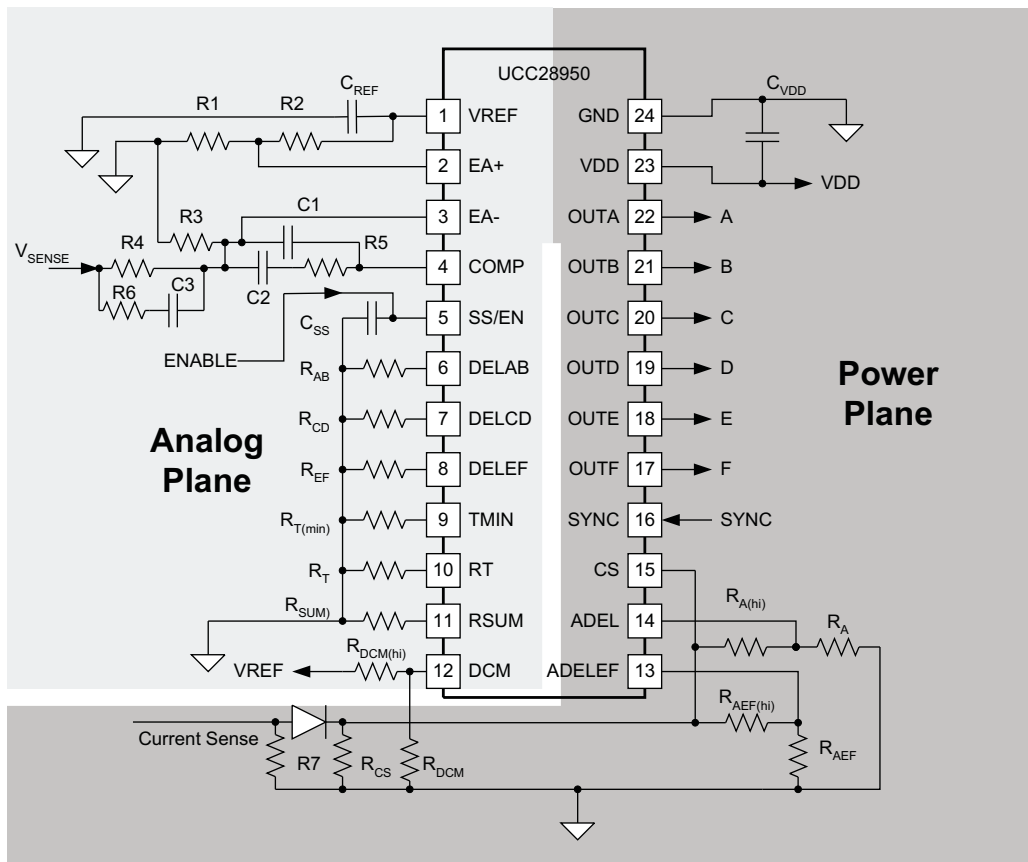 UCC28950
C_REF
R1 R2
1 VREF
EA+ 2
3 EA-
C1
R3
R5
V_SENSE
R4
4 COMP
R6 C3
C2
C_SS
5 SS/EN
ENABLE
R_AB
6 DELAB
R_CD
7 DELCD
R_EF
8 DELEF
R_T(min)
9 TMIN
R_T
10 RT
R_SUM)
11 RSUM
R_DCM(hi)
VREF
12 DCM
Analog
Plane
C_VDD
GND 24
VDD 23
VDD
OUTA 22 A
OUTB 21 B
OUTC 20 C
OUTD 19 D
OUTE 18 E
OUTF 17 F
SYNC 16 SYNC
CS 15
R_A(hi)
ADEL 14
R_A
ADELEF 13
R_AEF(hi)
R_AEF
Power
Plane
Current Sense
R7 R_CS R_DCM